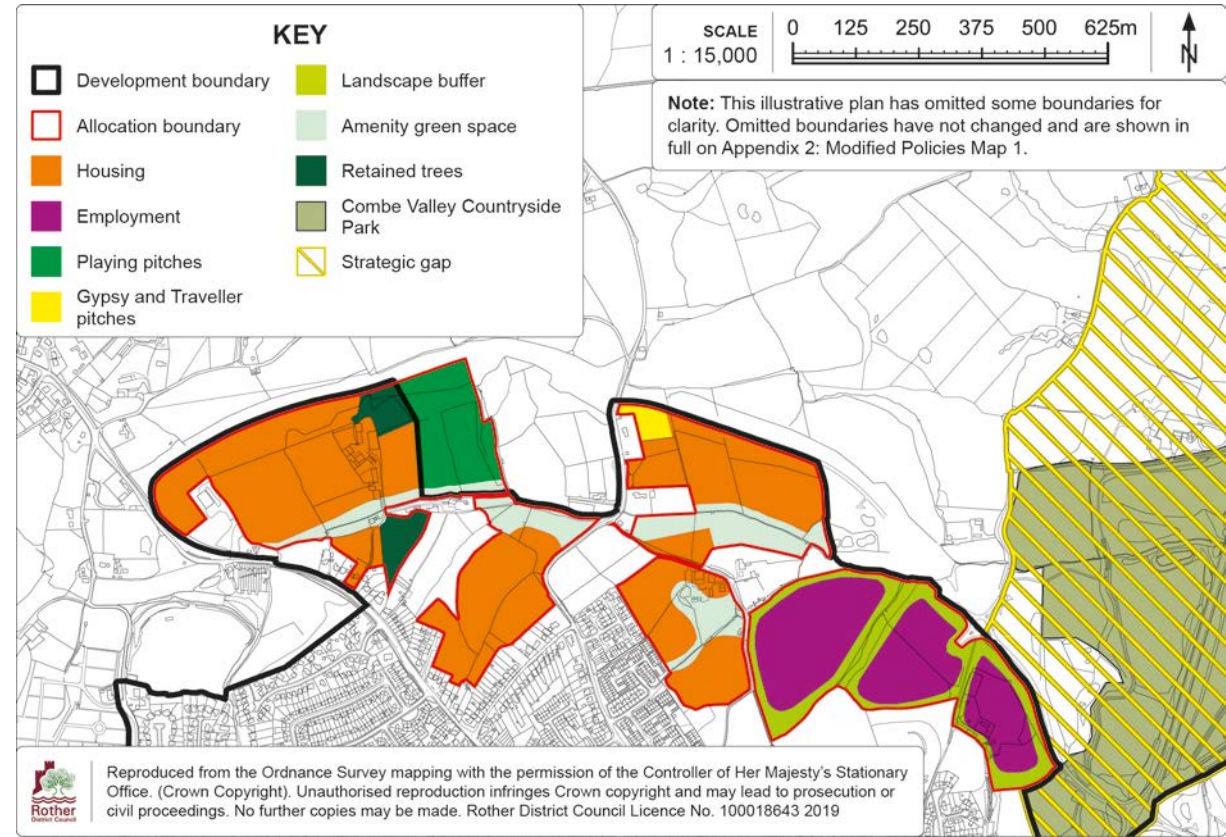 KEY
Development boundary
Allocation boundary
Housing
Employment
Playing pitches
Gypsy and Traveller
pitches
Landscape buffer
Amenity green space
Retained trees
Combe Valley Countryside
Park
Strategic gap
SCALE
1 : 15,000
0 125 250 375 500 625m
N
Note: This illustrative plan has omitted some boundaries for
clarity. Omitted boundaries have not changed and are shown in
full on Appendix 2: Modified Policies Map 1.
Rother
District Council
Reproduced from the Ordnance Survey mapping with the permission of the Controller of Her Majesty's Stationary
Office. (Crown Copyright). Unauthorised reproduction infringes Crown copyright and may lead to prosecution or
civil proceedings. No further copies may be made. Rother District Council Licence No. 100018643 2019